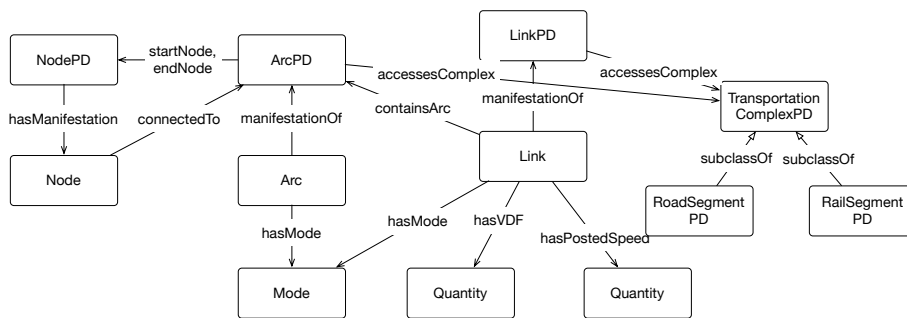 LinkPD
startNode,
endNode
NodePD
ArcPD
accessesComplex
accessesComplex
Transportation
ComplexPD
hasManifestation
connectedTo
manifestationOf
containsArc
manifestationOf
Node
Arc
Link
subclassOf
subclassOf
RoadSegment
PD
RailSegment
PD
hasMode
hasMode
hasVDF
hasPostedSpeed
Mode
Quantity
Quantity